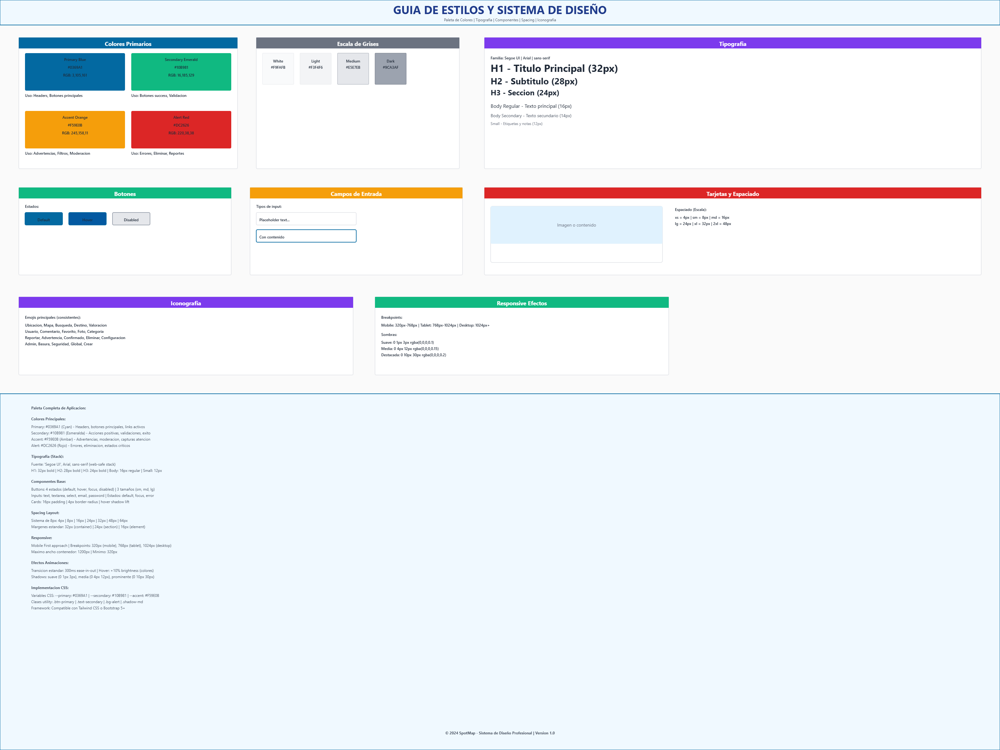 GUIA DE ESTILOS Y SISTEMA DE DISEÑO
Paleta de Colores | Tipografia | Componentes | Spacing | Iconografia
Colores Primarios
Primary Blue
#0369A1
RGB: 3,105,161
Uso: Headers, Botones principales
Secondary Emerald
#10B981
RGB: 16,185,129
Uso: Botones success, Validacion
Accent Orange
#F59E0B
RGB: 245,158,11
Uso: Advertencias, Filtros, Moderacion
Alert Red
#DC2626
RGB: 220,38,38
Uso: Errores, Eliminar, Reportes
Escala de Grises
White
#F9FAFB
Light
#F3F4F6
Medium
#E5E7EB
Dark
#9CA3AF
Tipografia
Familia: Segoe UI | Arial | sans-serif
H1 - Titulo Principal (32px)
H2 - Subtitulo (28px)
H3 - Seccion (24px)
Body Regular - Texto principal (16px)
Body Secondary - Texto secundario (14px)
Small - Etiquetas y notas (12px)
Botones
Estados:
Default
Hover
Disabled
Campos de Entrada
Tipos de input:
Placeholder text...
Con contenido
Tarjetas y Espaciado
Imagen o contenido
Espaciado (Escala):
xs = 4px | sm = 8px | md = 16px
lg = 24px | xl = 32px | 2xl = 48px
Iconografia
Emojis principales (consistentes):
Ubicacion, Mapa, Busqueda, Destino, Valoracion
Usuario, Comentario, Favorito, Foto, Categoria
Reportar, Advertencia, Confirmado, Eliminar, Configuracion
Admin, Basura, Seguridad, Global, Crear
Responsive Efectos
Breakpoints:
Mobile: 320px-768px | Tablet: 768px-1024px | Desktop: 1024px+
Sombras:
Suave: 0 1px 3px rgba(0,0,0,0.1)
Media: 0 4px 12px rgba(0,0,0,0.15)
Destacada: 0 10px 30px rgba(0,0,0,0.2)
Paleta Completa de Aplicacion:
Colores Principales:
Primary: #0369A1 (Cyan) - Headers, botones principales, links activos
Secondary: #10B981 (Esmeralda) - Acciones positivas, validaciones, exito
Accent: #F59E0B (Ambar) - Advertencias, moderacion, capturas atencion
Alert: #DC2626 (Rojo) - Errores, eliminacion, estados criticos
Tipografia (Stack):
Fuente: 'Segoe UI', Arial, sans-serif (web-safe stack)
H1: 32px bold | H2: 28px bold | H3: 24px bold | Body: 16px regular | Small: 12px
Componentes Base:
Buttons: 4 estados (default, hover, focus, disabled) | 3 tamaños (sm, md, lg)
Inputs: text, textarea, select, email, password | Estados: default, focus, error
Cards: 16px padding | 4px border-radius | hover shadow lift
Spacing Layout:
Sistema de 8px: 4px | 8px | 16px | 24px | 32px | 48px | 64px
Margenes estandar: 32px (container) | 24px (section) | 16px (element)
Responsive:
Mobile First approach | Breakpoints: 320px (mobile), 768px (tablet), 1024px (desktop)
Maximo ancho contenedor: 1200px | Minimo: 320px
Efectos Animaciones:
Transicion estandar: 300ms ease-in-out | Hover: +10% brightness (colores)
Shadows: suave (0 1px 3px), media (0 4px 12px), prominente (0 10px 30px)
Implementacion CSS:
Variables CSS: --primary: #0369A1 | --secondary: #10B981 | --accent: #F59E0B
Clases utility: .btn-primary | .text-secondary | .bg-alert | .shadow-md
Framework: Compatible con Tailwind CSS o Bootstrap 5+
© 2024 SpotMap - Sistema de Diseño Profesional | Version 1.0